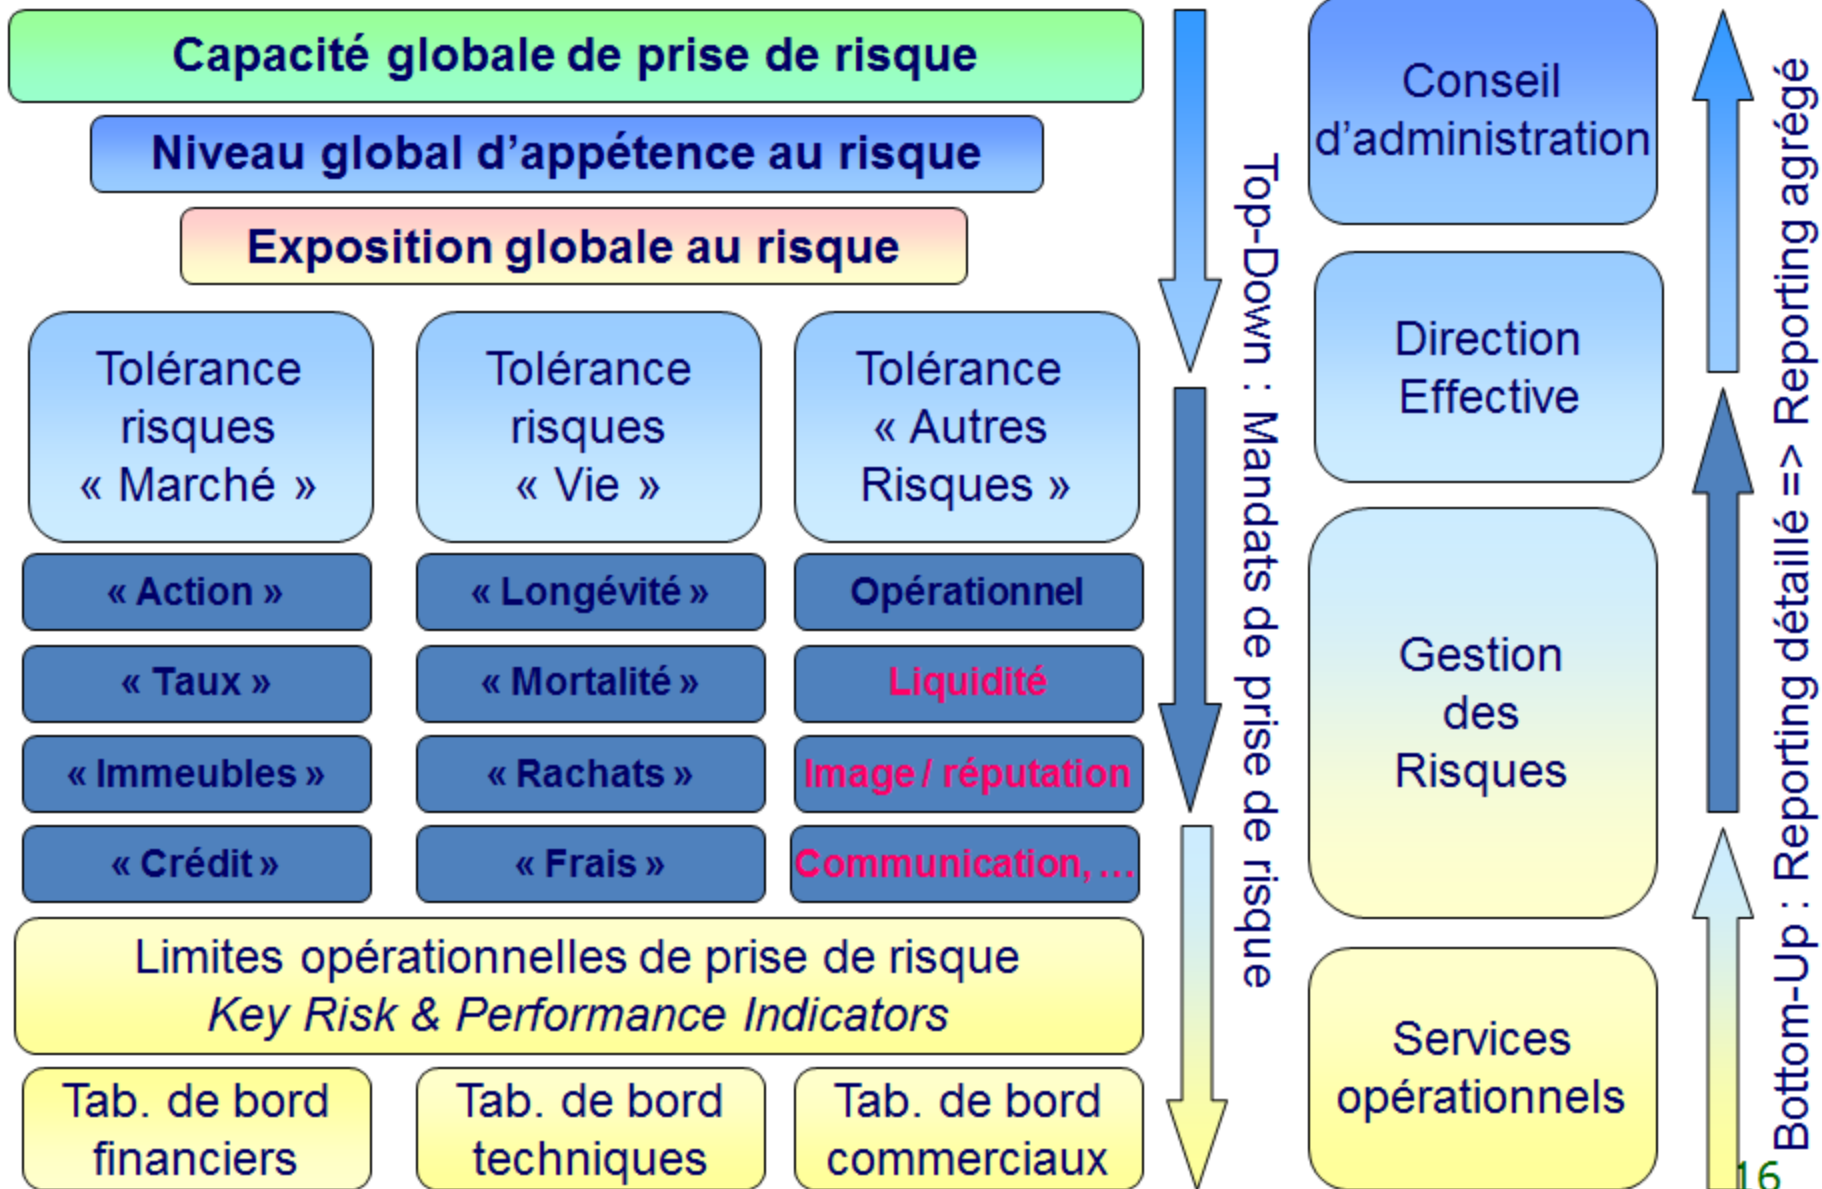 Capacité globale de prise de risque
Niveau global d'appétence au risque
Exposition globale au risque
Tolérance
risques
« Marché »
Tolérance
risques
« Vie »
Tolérance
« Autres
Risques »
« Action »
« Longévité »
Opérationnel
« Taux »
« Mortalité »
Liquidité
« Immeubles »
« Rachats »
Image / réputation
« Crédit »
« Frais »
Communication, ...
Limites opérationnelles de prise de risque
Key Risk & Performance Indicators
Tab. de bord
financiers
Tab. de bord
techniques
Tab. de bord
commerciaux
Top-Down : Mandats de prise de risque
Conseil
d'administration
Direction
Effective
Gestion
des
Risques
Services
opérationnels
Bottom-Up : Reporting détaillé => Reporting agrégé
16